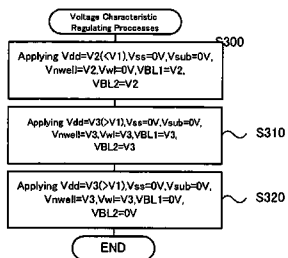 Voltage Characteristic
Regulating Proccesses
S300
Applying Vdd=V2(<V1),Vss=0V,Vsub=0V,
Vnwell=V2,Vwl=0V,VBL1=V2,
VBL2=V2
Applying Vdd=V3(>V1),Vss=0V,Vsub=0V,
Vnwell=V3,Vwl=V3,VBL1=V3,
VBL2=V3
S310
Applying Vdd=V3(>V1),Vss=0V,Vsub=0V,
Vnwell=V3,Vwl=V3,VBL1=0V,
VBL2=0V
S320
END